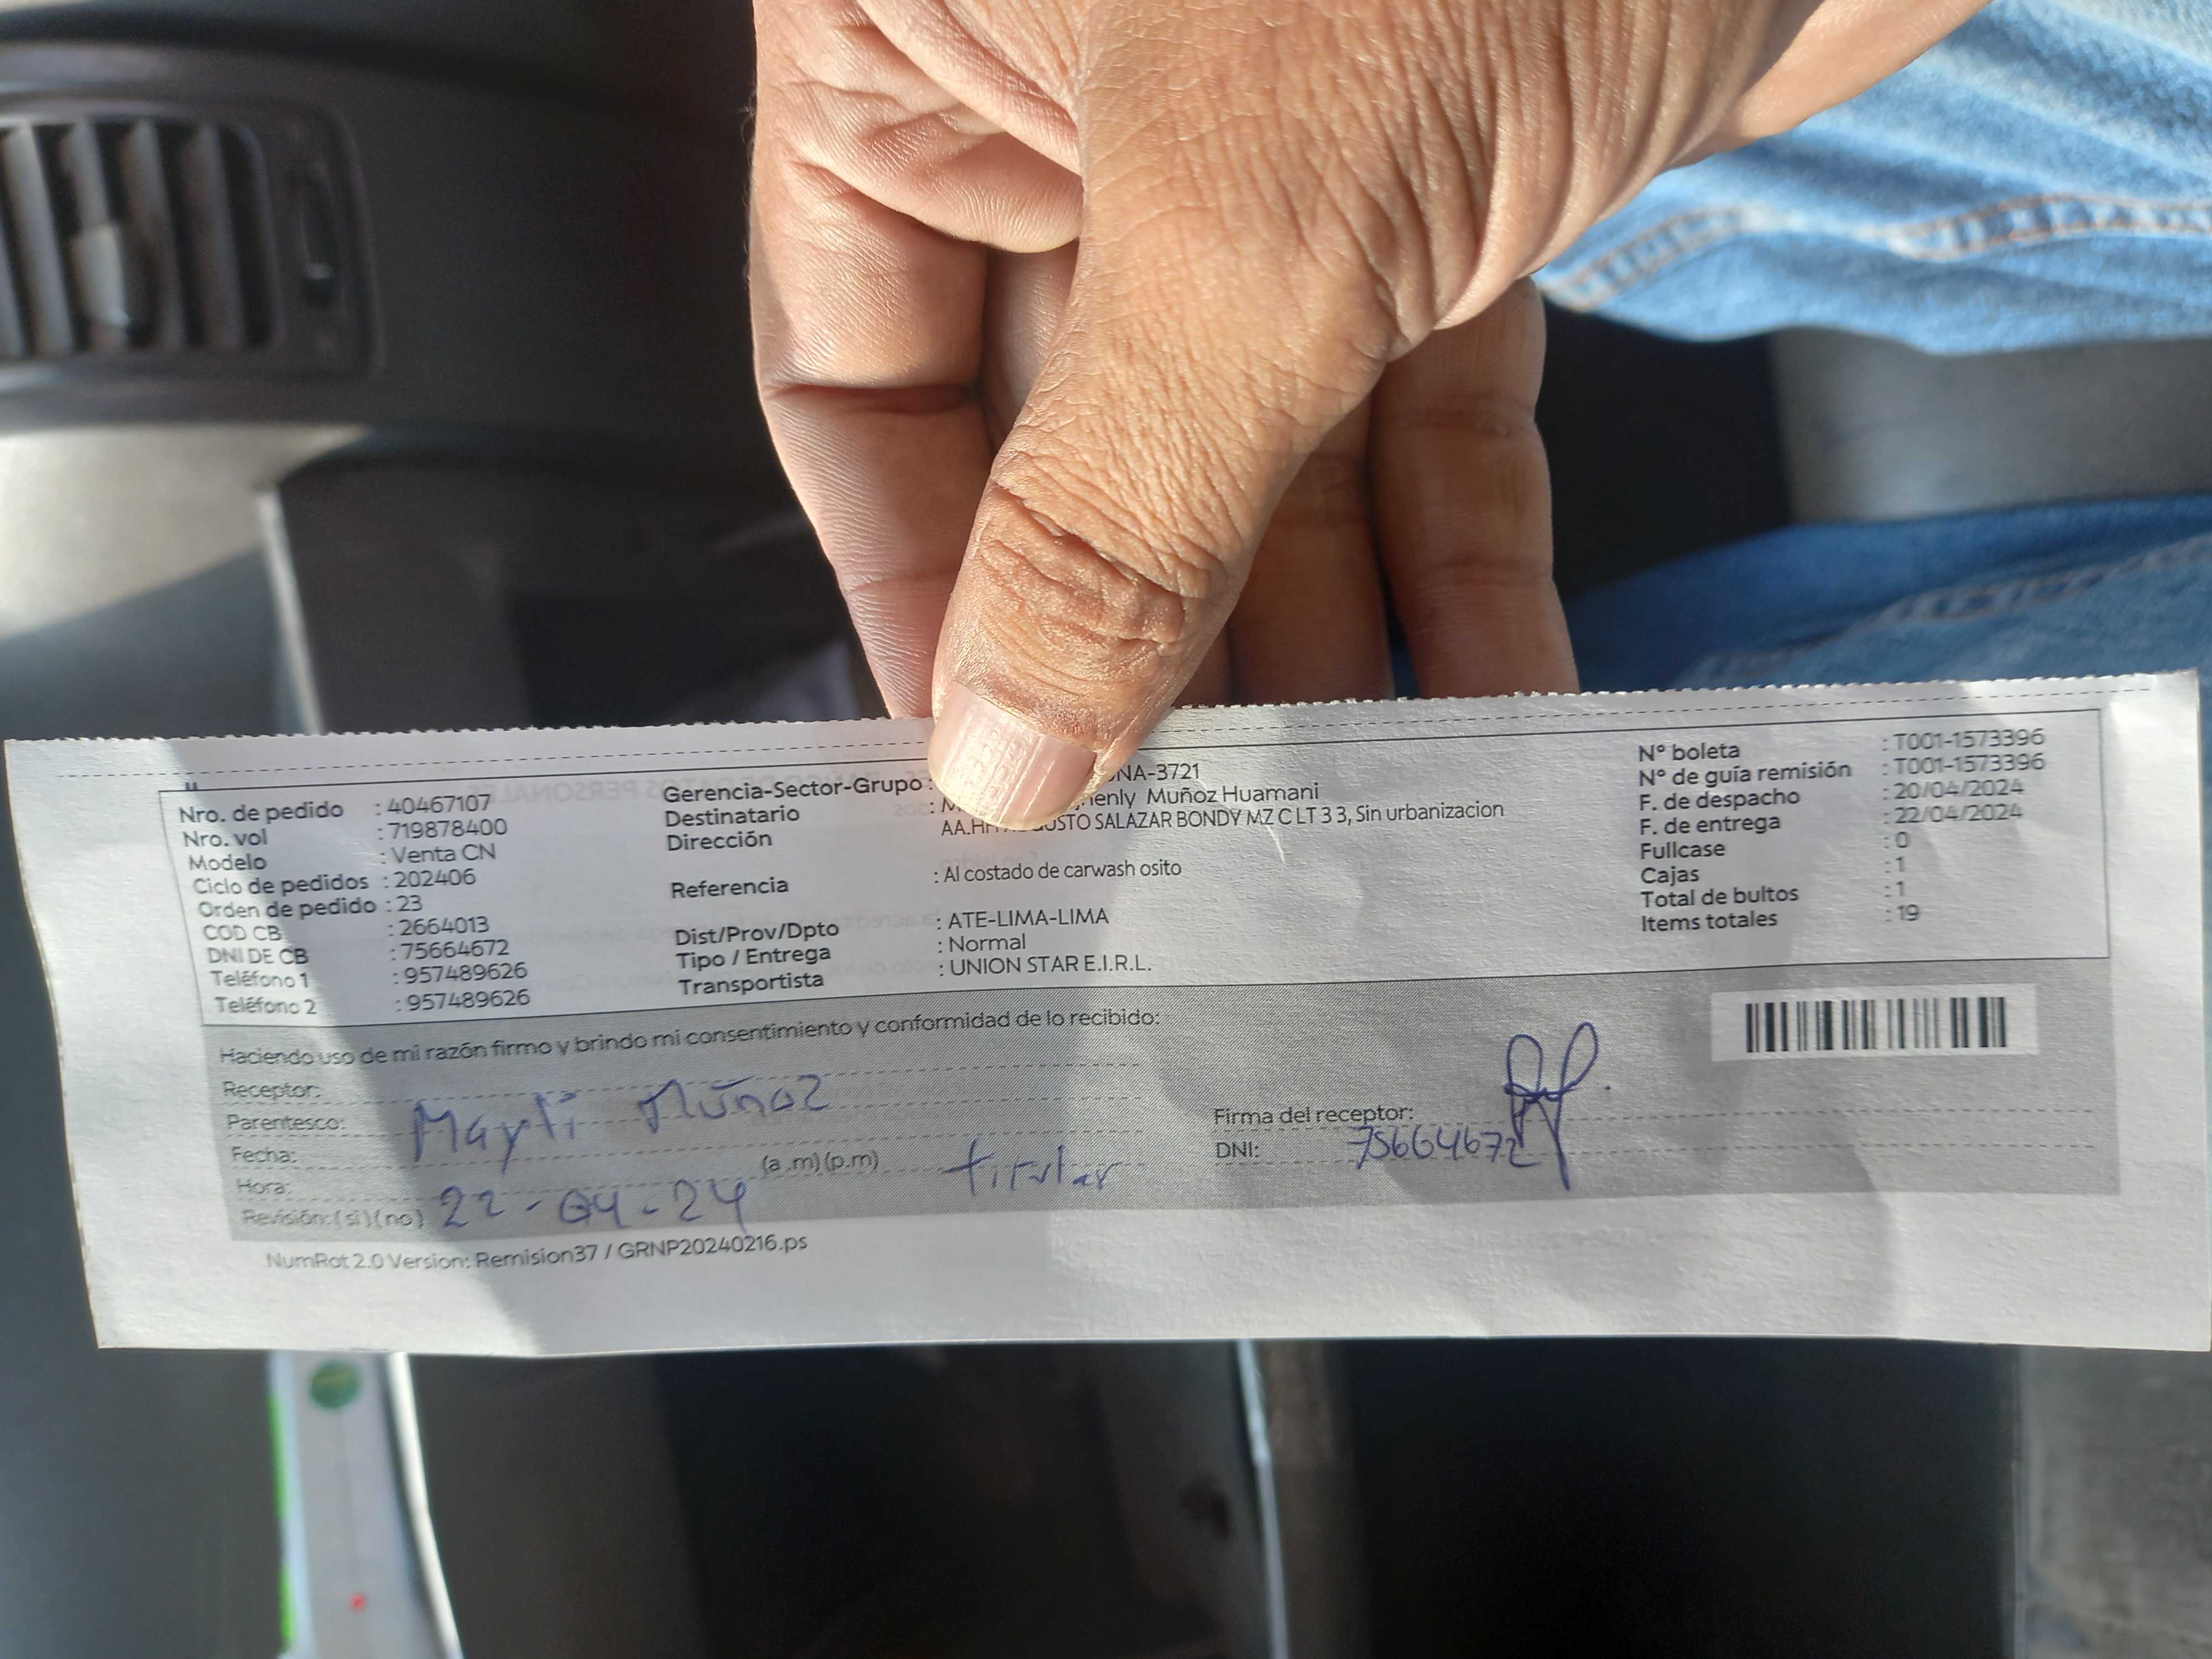 Nro. de pedido : 40467107
Nro. vol : 719878400
Modelo : Venta CN
Ciclo de pedidos : 202406
Orden de pedido : 23
COD CB : 2664013
DNI DE CB : 75664672
Teléfono 1 : 957489626
Teléfono 2 : 957489626
Gerencia-Sector-Grupo : NA-3721
Destinatario : Muñoz Huamani
Dirección AA.HH SALAZAR BONDY MZ C LT 3 3, Sin urbanizacion
Referencia : Al costado de carwash osito
Dist/Prov/Dpto : ATE-LIMA-LIMA
Tipo / Entrega : Normal
Transportista : UNION STAR E.I.R.L.
N° boleta : T001-1573396
N° de guía remisión : T001-1573396
F. de despacho : 20/04/2024
F. de entrega : 22/04/2024
Fullcase : 0
Cajas : 1
Total de bultos : 1
Items totales : 19
Haciendo uso de mi razón firmo y brindo mi consentimiento y conformidad de lo recibido:
Receptor:
Parentesco: Muñoz
Fecha:
Hora: (a.m) (p.m) titular
Revisión: (si) (no) 22-04-24
Firma del receptor:
DNI: 75664672
NumRot 2.0 Version: Remision37 / GRNP20240216.ps